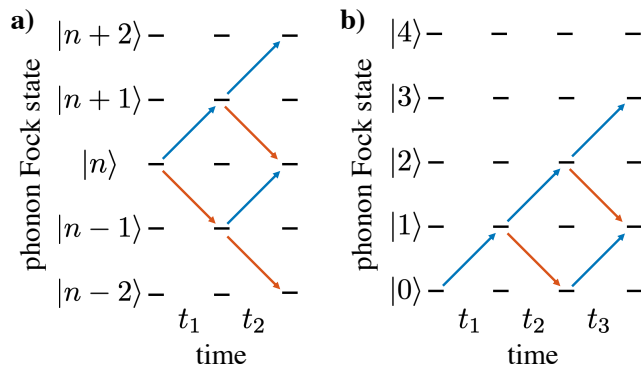 a)
phonon Fock state
|n + 2⟩
|n + 1⟩
|n⟩
|n − 1⟩
|n − 2⟩
t₁ t₂
time
b)
phonon Fock state
|4⟩
|3⟩
|2⟩
|1⟩
|0⟩
t₁ t₂ t₃
time